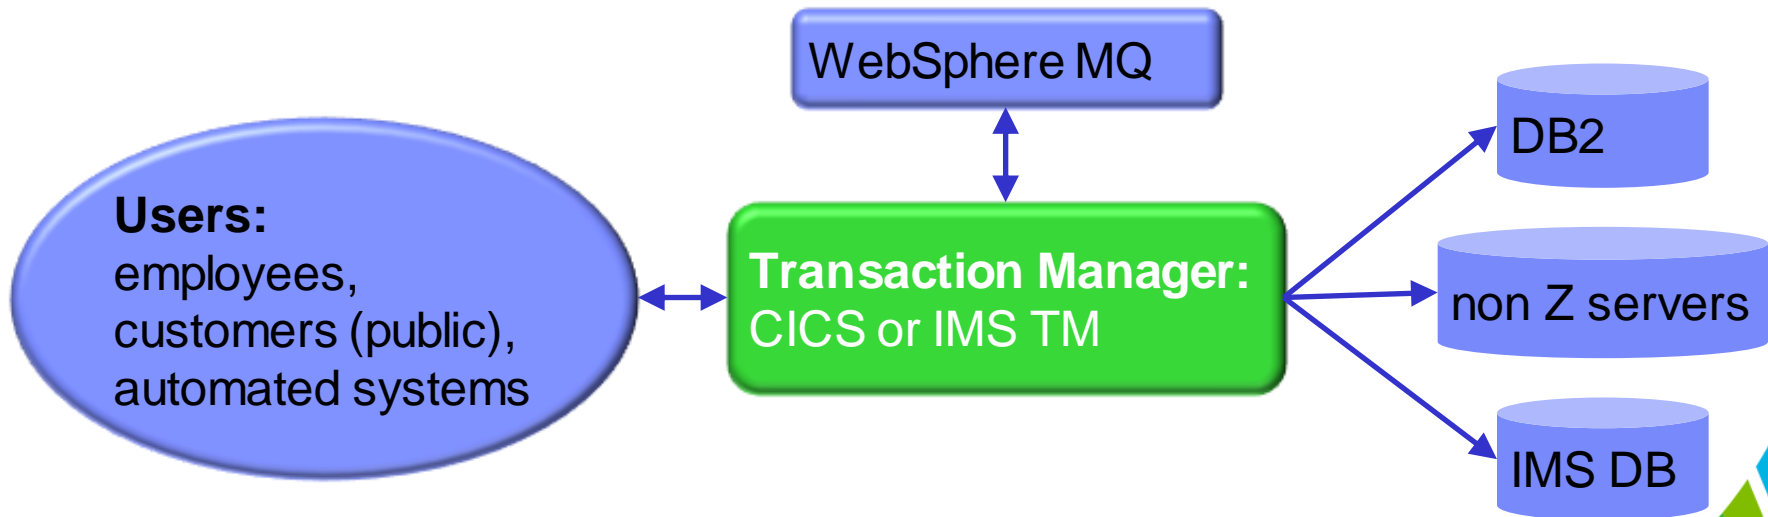 WebSphere MQ
Users:
employees,
customers (public),
automated systems
Transaction Manager:
CICS or IMS TM
DB2
non Z servers
IMS DB